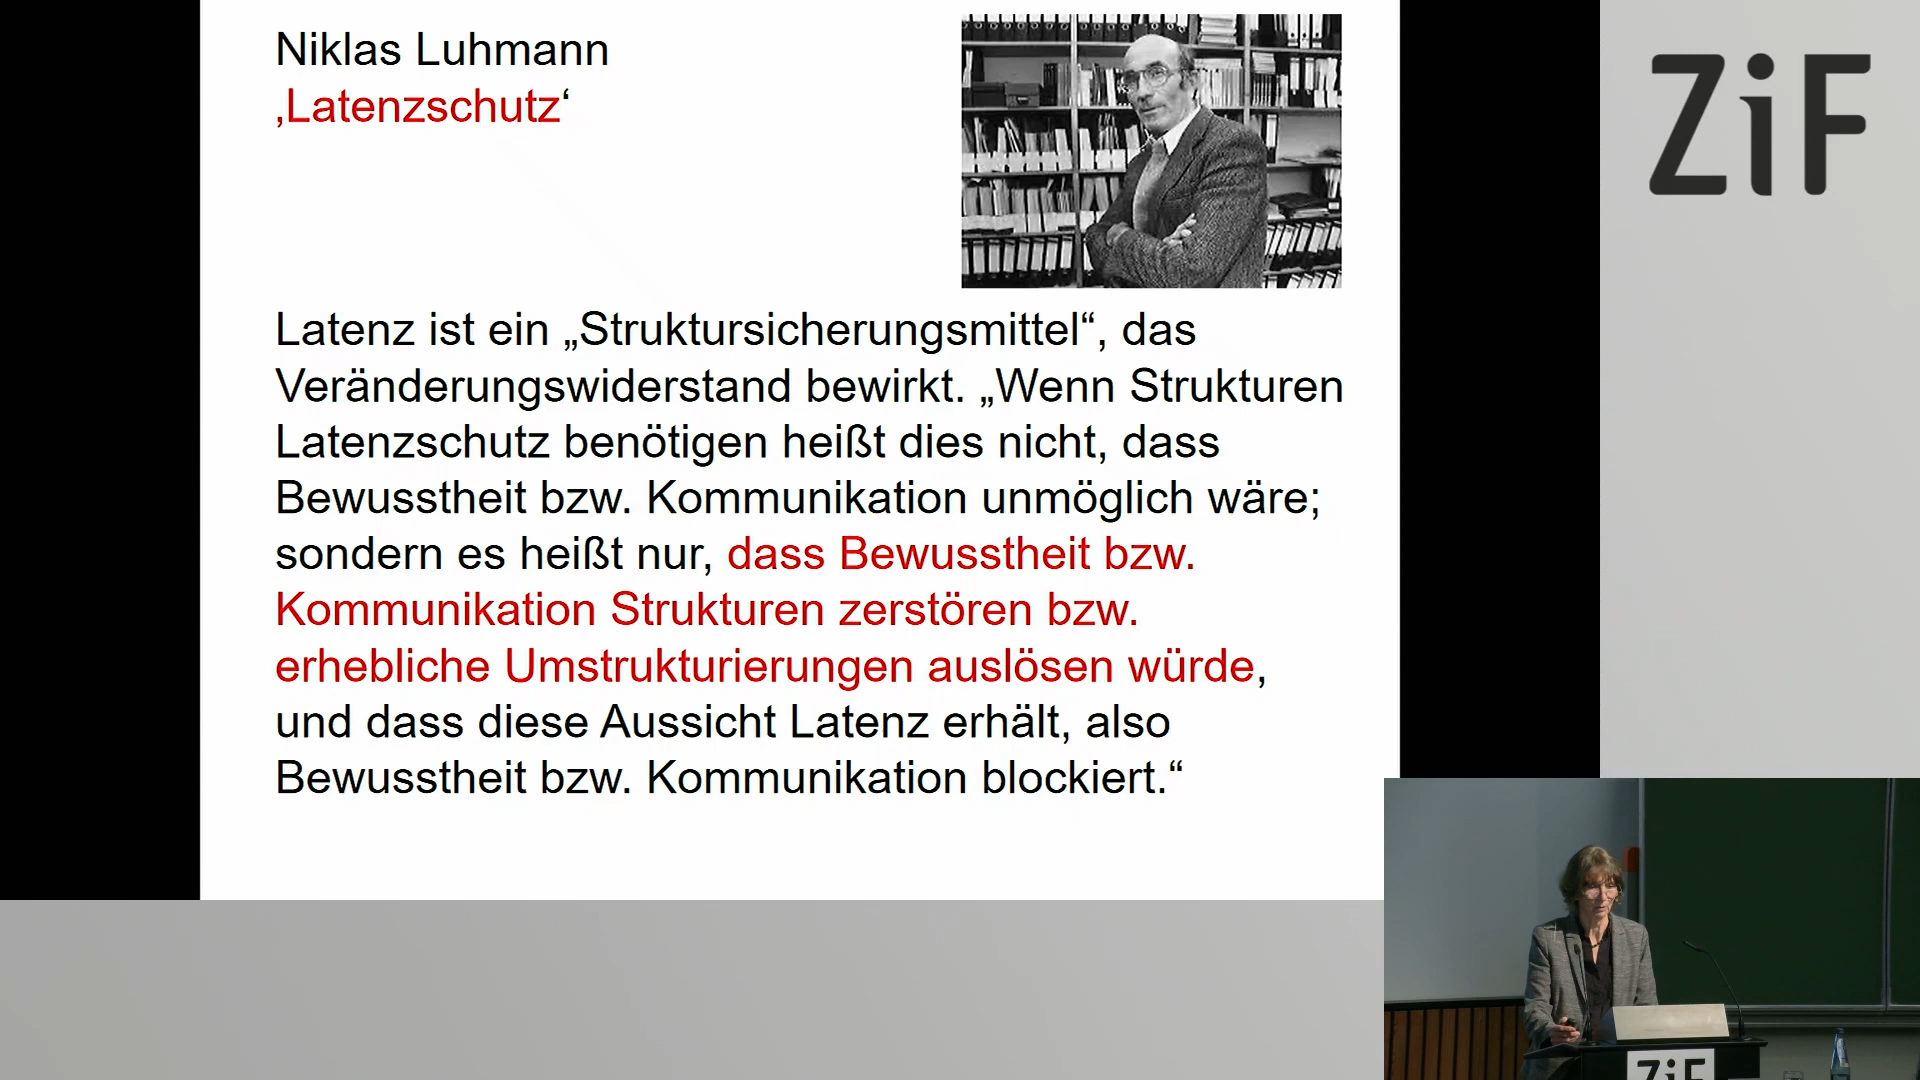 Niklas Luhmann
‚Latenzschutz‘
ZiF
Latenz ist ein „Struktursicherungsmittel“, das
Veränderungswiderstand bewirkt. „Wenn Strukturen
Latenzschutz benötigen heißt dies nicht, dass
Bewusstheit bzw. Kommunikation unmöglich wäre;
sondern es heißt nur, dass Bewusstheit bzw.
Kommunikation Strukturen zerstören bzw.
erhebliche Umstrukturierungen auslösen würde,
und dass diese Aussicht Latenz erhält, also
Bewusstheit bzw. Kommunikation blockiert.“
ZiF